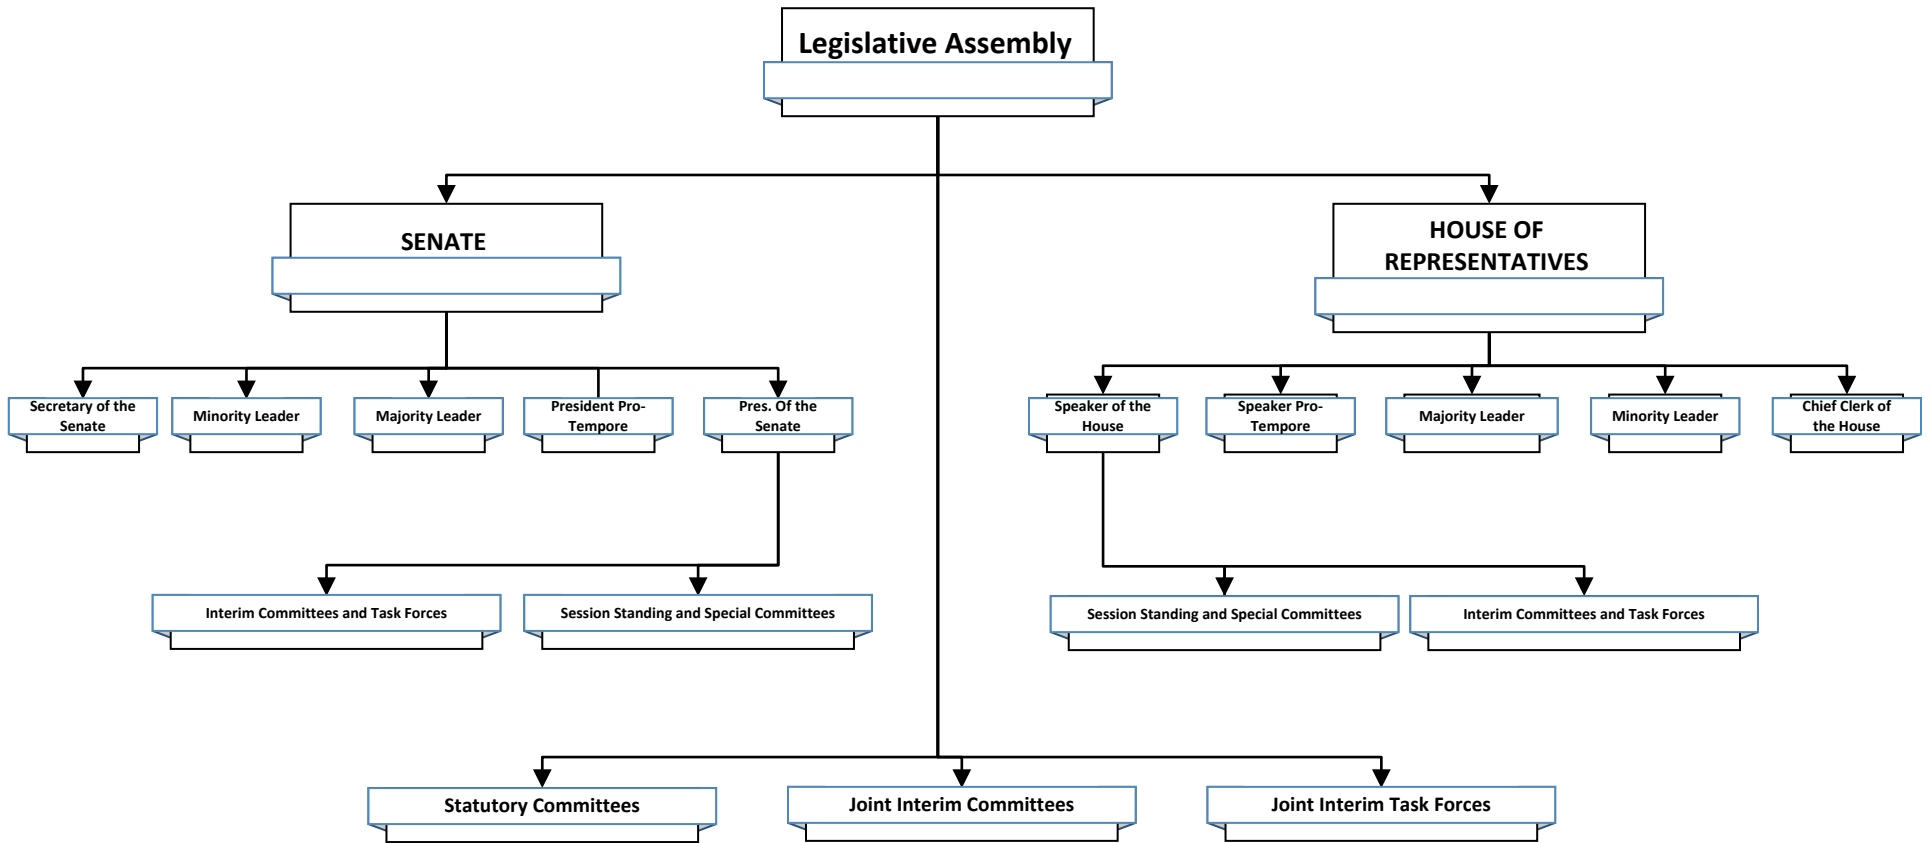 Legislative Assembly
SENATE
HOUSE OF
REPRESENTATIVES
Secretary of the
Senate
Minority Leader
Majority Leader
President Pro-
Tempore
Pres. Of the
Senate
Speaker of the
House
Speaker Pro-
Tempore
Majority Leader
Minority Leader
Chief Clerk of
the House
Interim Committees and Task Forces
Session Standing and Special Committees
Session Standing and Special Committees
Interim Committees and Task Forces
Statutory Committees
Joint Interim Committees
Joint Interim Task Forces